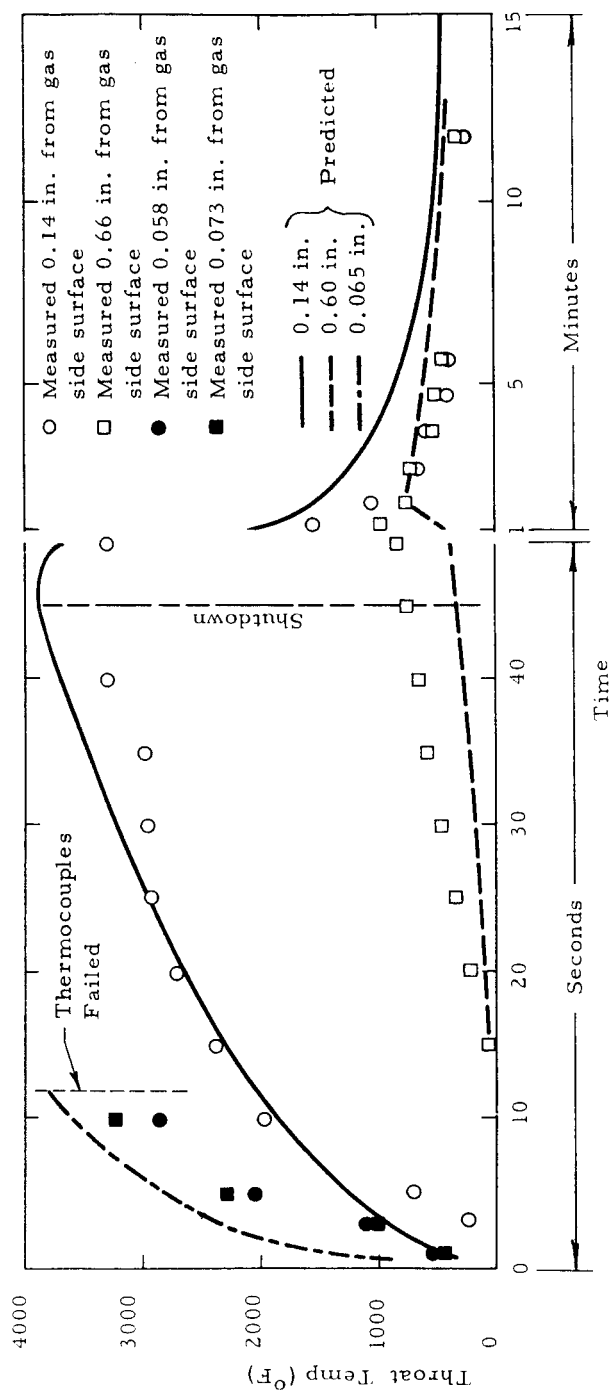 4000
3000
2000
1000
0
Throat Temp (°F)
Thermocouples
Failed
Shutdown
○ Measured 0.14 in. from gas
side surface
□ Measured 0.66 in. from gas
side surface
● Measured 0.058 in. from gas
side surface
■ Measured 0.073 in. from gas
side surface
0.14 in.
0.60 in.
0.065 in.
Predicted
0
10
20
30
40
1
5
10
15
Seconds
Minutes
Time